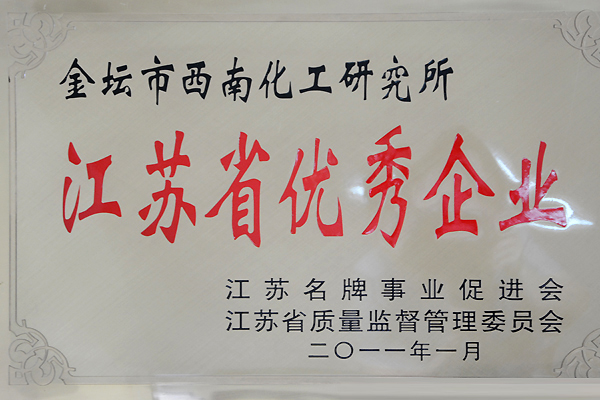 金坛市西南化工研究所
江苏省优秀企业
江苏名牌事业促进会
江苏省质量监督管理委员会
二〇一一年一月